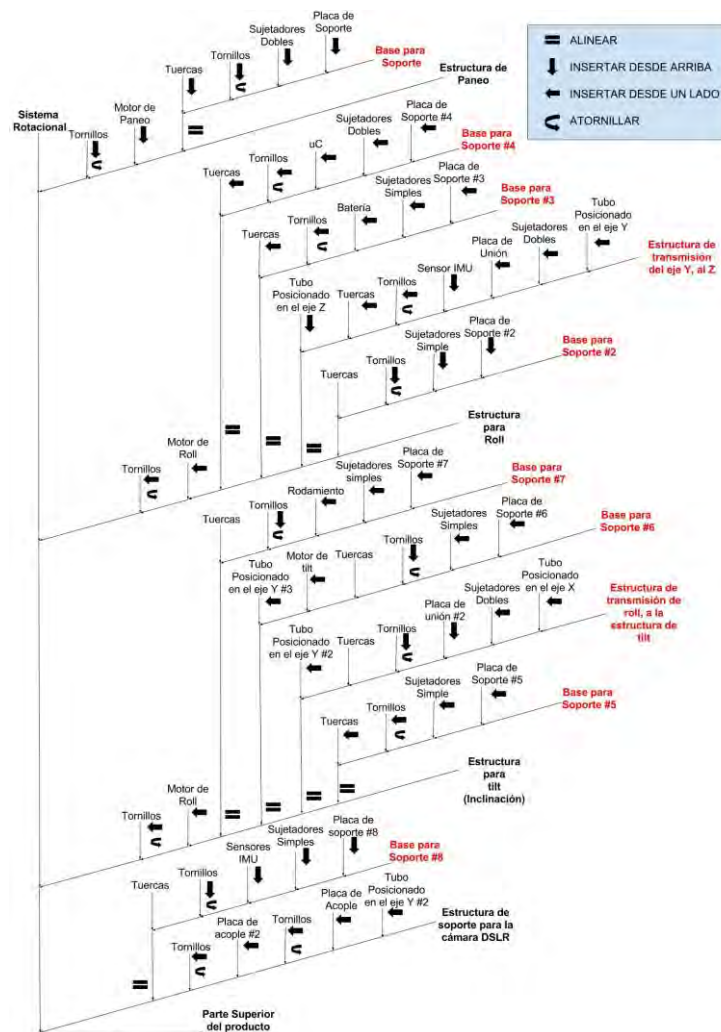 ALINEAR
INSERTAR DESDE ARRIBA
INSERTAR DESDE UN LADO
ATORNILLAR
Placa de
Soporte
Sujetadores
Dobles
Tornillos
Tuercas
Base para
Soporte
Estructura de
Paneo
Sistema
Rotacional
Motor de
Paneo
Tornillos
Placa de
Soporte #4
Sujetadores
Dobles
uC
Tornillos
Tuercas
Base para
Soporte #4
Placa de
Soporte #3
Sujetadores
Simples
Batería
Tornillos
Tuercas
Base para
Soporte #3
Tubo
Posicionado
en el eje Y
Sujetadores
Dobles
Placa de
Unión
Sensor IMU
Tornillos
Tuercas
Tubo
Posicionado
en el eje Z
Estructura de
transmisión
del eje Y, al Z
Placa de
Soporte #2
Sujetadores
Simple
Tornillos
Tuercas
Base para
Soporte #2
Estructura
para
Roll
Motor de
Roll
Tornillos
Placa de
Soporte #7
Sujetadores
simples
Rodamiento
Tornillos
Tuercas
Base para
Soporte #7
Placa de
Soporte #6
Sujetadores
Simples
Tornillos
Tuercas
Motor de
tilt
Tubo
Posicionado
en el eje Y #3
Base para
Soporte #6
Tubo
Posicionado
en el eje X
Sujetadores
Dobles
Placa de
unión #2
Tornillos
Tuercas
Tubo
Posicionado
en el eje Y #2
Estructura de
transmisión de
roll, a la
estructura de
tilt
Placa de
Soporte #5
Sujetadores
Simple
Tornillos
Tuercas
Base para
Soporte #5
Estructura
para
tilt
(Inclinación)
Motor de
Roll
Tornillos
Placa de
soporte #8
Sujetadores
Simples
Sensores
IMU
Tornillos
Tuercas
Base para
Soporte #8
Tubo
Posicionado
en el eje Y #2
Placa de
Acople
Tornillos
Placa de
acople #2
Tornillos
Estructura de
soporte para la
cámara DSLR
Parte Superior
del producto